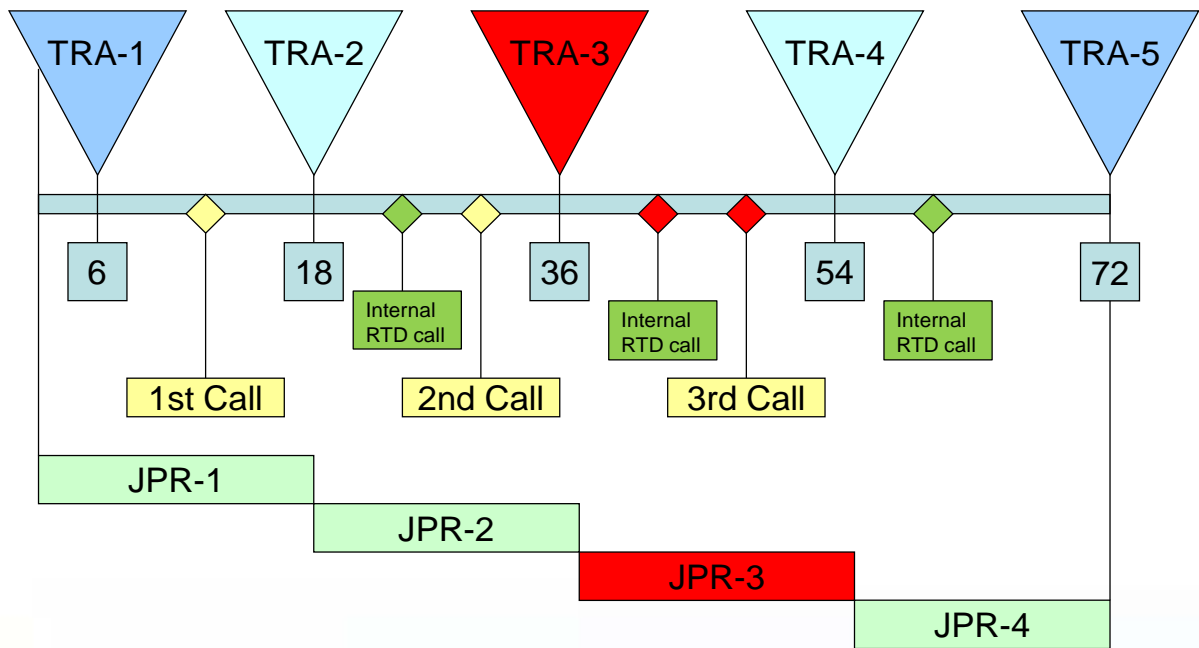 TRA-1
TRA-2
TRA-3
TRA-4
TRA-5
6
18
36
54
72
Internal
RTD call
Internal
RTD call
Internal
RTD call
1st Call
2nd Call
3rd Call
JPR-1
JPR-2
JPR-3
JPR-4